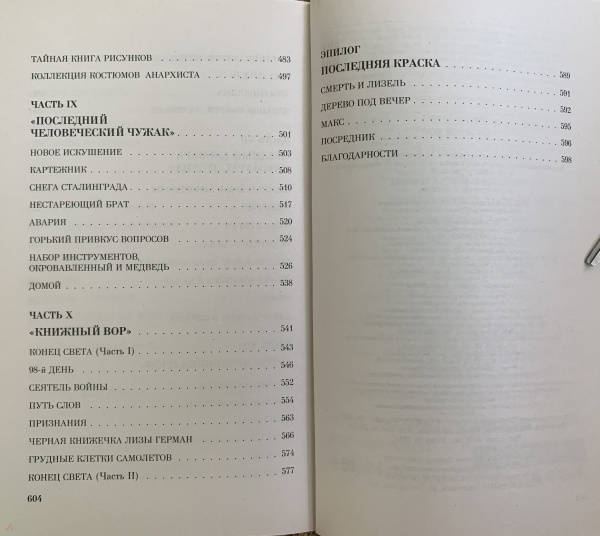 ТАЙНАЯ КНИГА РИСУНКОВ . . . . . . . . . . . . . . . . 483
КОЛЛЕКЦИЯ КОСТЮМОВ АНАРХИСТА . . . . . . . . . 497
ЧАСТЬ IX
«ПОСЛЕДНИЙ
ЧЕЛОВЕЧЕСКИЙ ЧУЖАК» . . . . . . . . . . . . . . 501
НОВОЕ ИСКУШЕНИЕ . . . . . . . . . . . . . . . . . . 503
КАРТЕЖНИК . . . . . . . . . . . . . . . . . . . . . . 508
СНЕГА СТАЛИНГРАДА . . . . . . . . . . . . . . . . . 510
НЕСТАРЕЮЩИЙ БРАТ . . . . . . . . . . . . . . . . . 517
АВАРИЯ . . . . . . . . . . . . . . . . . . . . . . . . 520
ГОРЬКИЙ ПРИВКУС ВОПРОСОВ . . . . . . . . . . . . 524
НАБОР ИНСТРУМЕНТОВ,
ОКРОВАВЛЕННЫЙ И МЕДВЕДЬ . . . . . . . . . . . . 526
ДОМОЙ . . . . . . . . . . . . . . . . . . . . . . . . 538
ЧАСТЬ X
«КНИЖНЫЙ ВОР» . . . . . . . . . . . . . . . . . . 541
КОНЕЦ СВЕТА (Часть I) . . . . . . . . . . . . . . . . 543
98-й ДЕНЬ . . . . . . . . . . . . . . . . . . . . . . . 546
СЕЯТЕЛЬ ВОЙНЫ . . . . . . . . . . . . . . . . . . . 552
ПУТЬ СЛОВ . . . . . . . . . . . . . . . . . . . . . . 554
ПРИЗНАНИЯ . . . . . . . . . . . . . . . . . . . . . . 563
ЧЕРНАЯ КНИЖЕЧКА ЛИЗЫ ГЕРМАН . . . . . . . . . . 566
ГРУДНЫЕ КЛЕТКИ САМОЛЕТОВ . . . . . . . . . . . . 574
КОНЕЦ СВЕТА (Часть II) . . . . . . . . . . . . . . . . 577
604
ЭПИЛОГ
ПОСЛЕДНЯЯ КРАСКА . . . . . . . . . . . . . . . . . 589
СМЕРТЬ И ЛИЗЕЛЬ . . . . . . . . . . . . . . . . . . 591
ДЕРЕВО ПОД ВЕЧЕР . . . . . . . . . . . . . . . . . . 592
МАКС . . . . . . . . . . . . . . . . . . . . . . . . . 595
ПОСРЕДНИК . . . . . . . . . . . . . . . . . . . . . . 596
БЛАГОДАРНОСТИ . . . . . . . . . . . . . . . . . . . 598